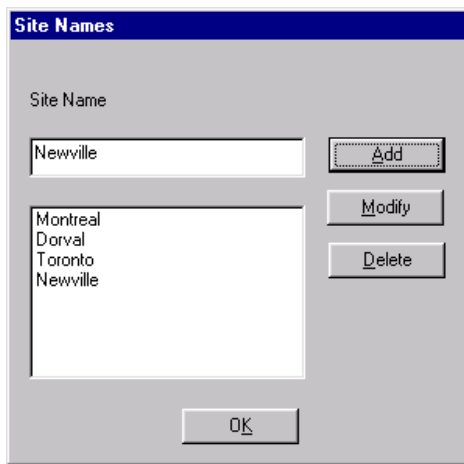 Site Names
Site Name
Newville
Add
Modify
Delete
Montreal
Dorval
Toronto
Newville
OK